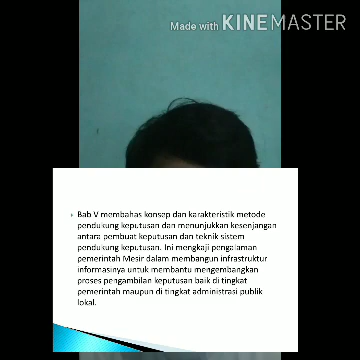 Made with KINEMASTER
Bab V membahas konsep dan karakteristik metode
pendukung keputusan dan menunjukkan kesenjangan
antara pembuat keputusan dan teknik sistem
pendukung keputusan. Ini mengkaji pengalaman
pemerintah Mesir dalam membangun infrastruktur
informasinya untuk membantu mengembangkan
proses pengambilan keputusan baik di tingkat
pemerintah maupun di tingkat administrasi publik
lokal.